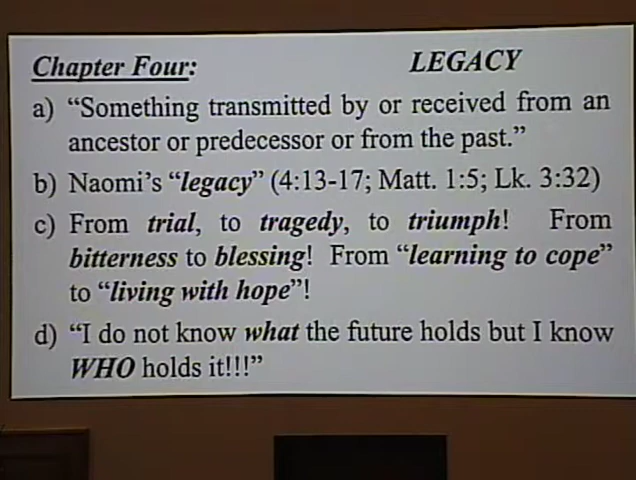 Chapter Four: LEGACY
a) “Something transmitted by or received from an
ancestor or predecessor or from the past.”
b) Naomi’s “legacy” (4:13-17; Matt. 1:5; Lk. 3:32)
c) From trial, to tragedy, to triumph! From
bitterness to blessing! From “learning to cope”
to “living with hope”!
d) “I do not know what the future holds but I know
WHO holds it!!!”